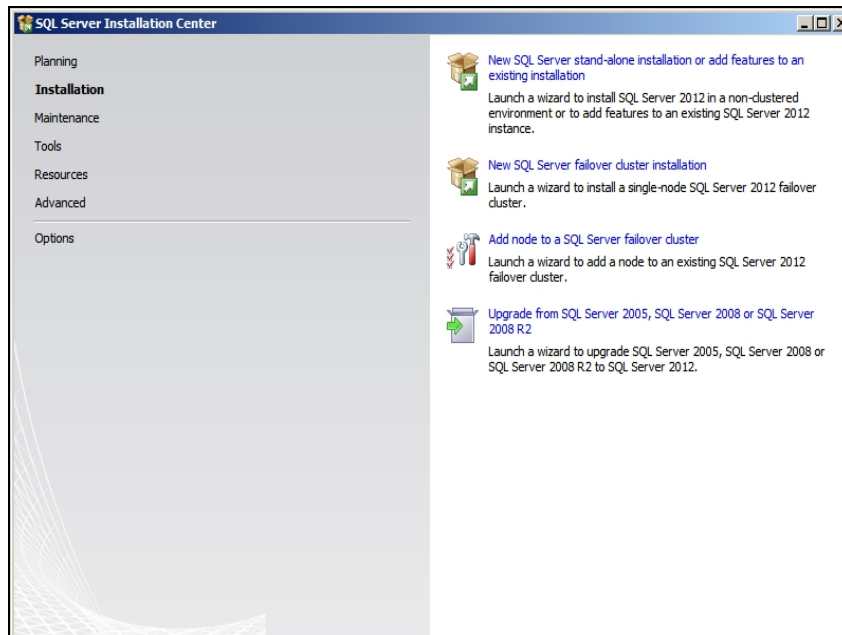 SQL Server Installation Center
Planning
Installation
Maintenance
Tools
Resources
Advanced
Options
New SQL Server stand-alone installation or add features to an
existing installation
Launch a wizard to install SQL Server 2012 in a non-clustered
environment or to add features to an existing SQL Server 2012
instance.
New SQL Server failover cluster installation
Launch a wizard to install a single-node SQL Server 2012 failover
cluster.
Add node to a SQL Server failover cluster
Launch a wizard to add a node to an existing SQL Server 2012
failover cluster.
Upgrade from SQL Server 2005, SQL Server 2008 or SQL Server
2008 R2
Launch a wizard to upgrade SQL Server 2005, SQL Server 2008 or
SQL Server 2008 R2 to SQL Server 2012.